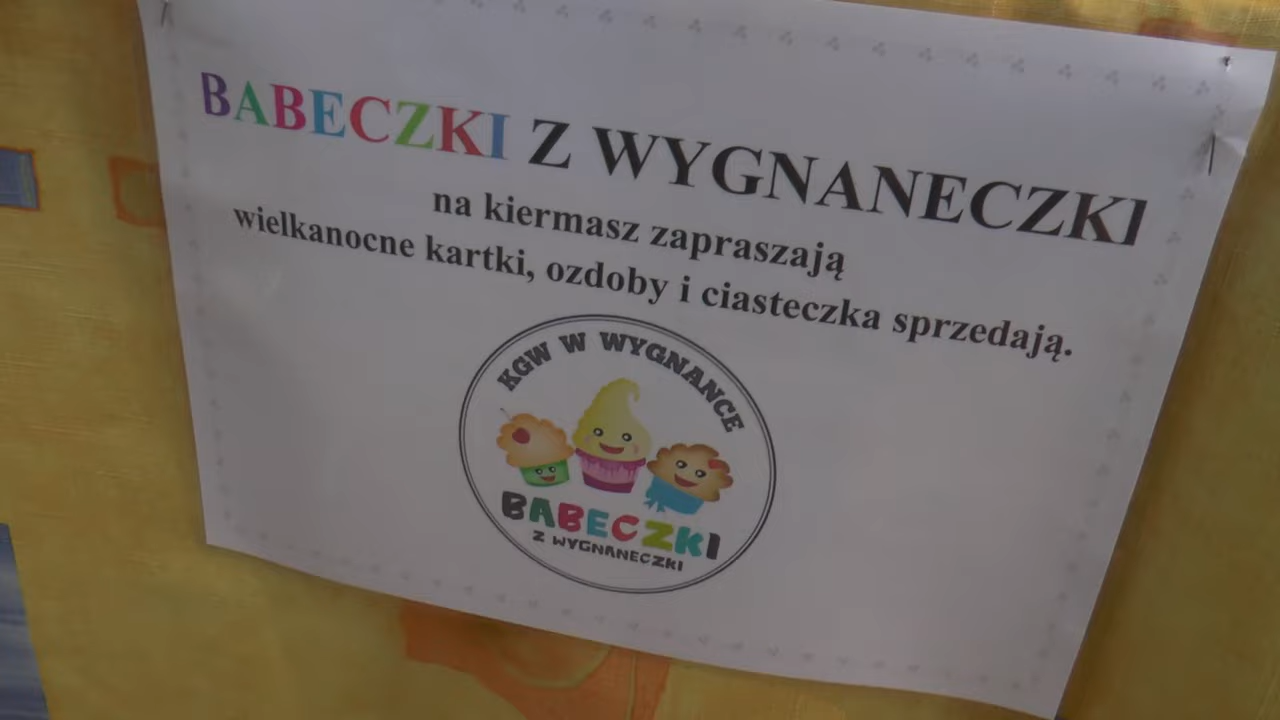 BABECZKI Z WYGNANECZKI
na kiermasz zapraszają
wielkanocne kartki, ozdoby i ciasteczka sprzedają.
KGW W WYGNANCE
BABECZKI
Z WYGNANECZKI